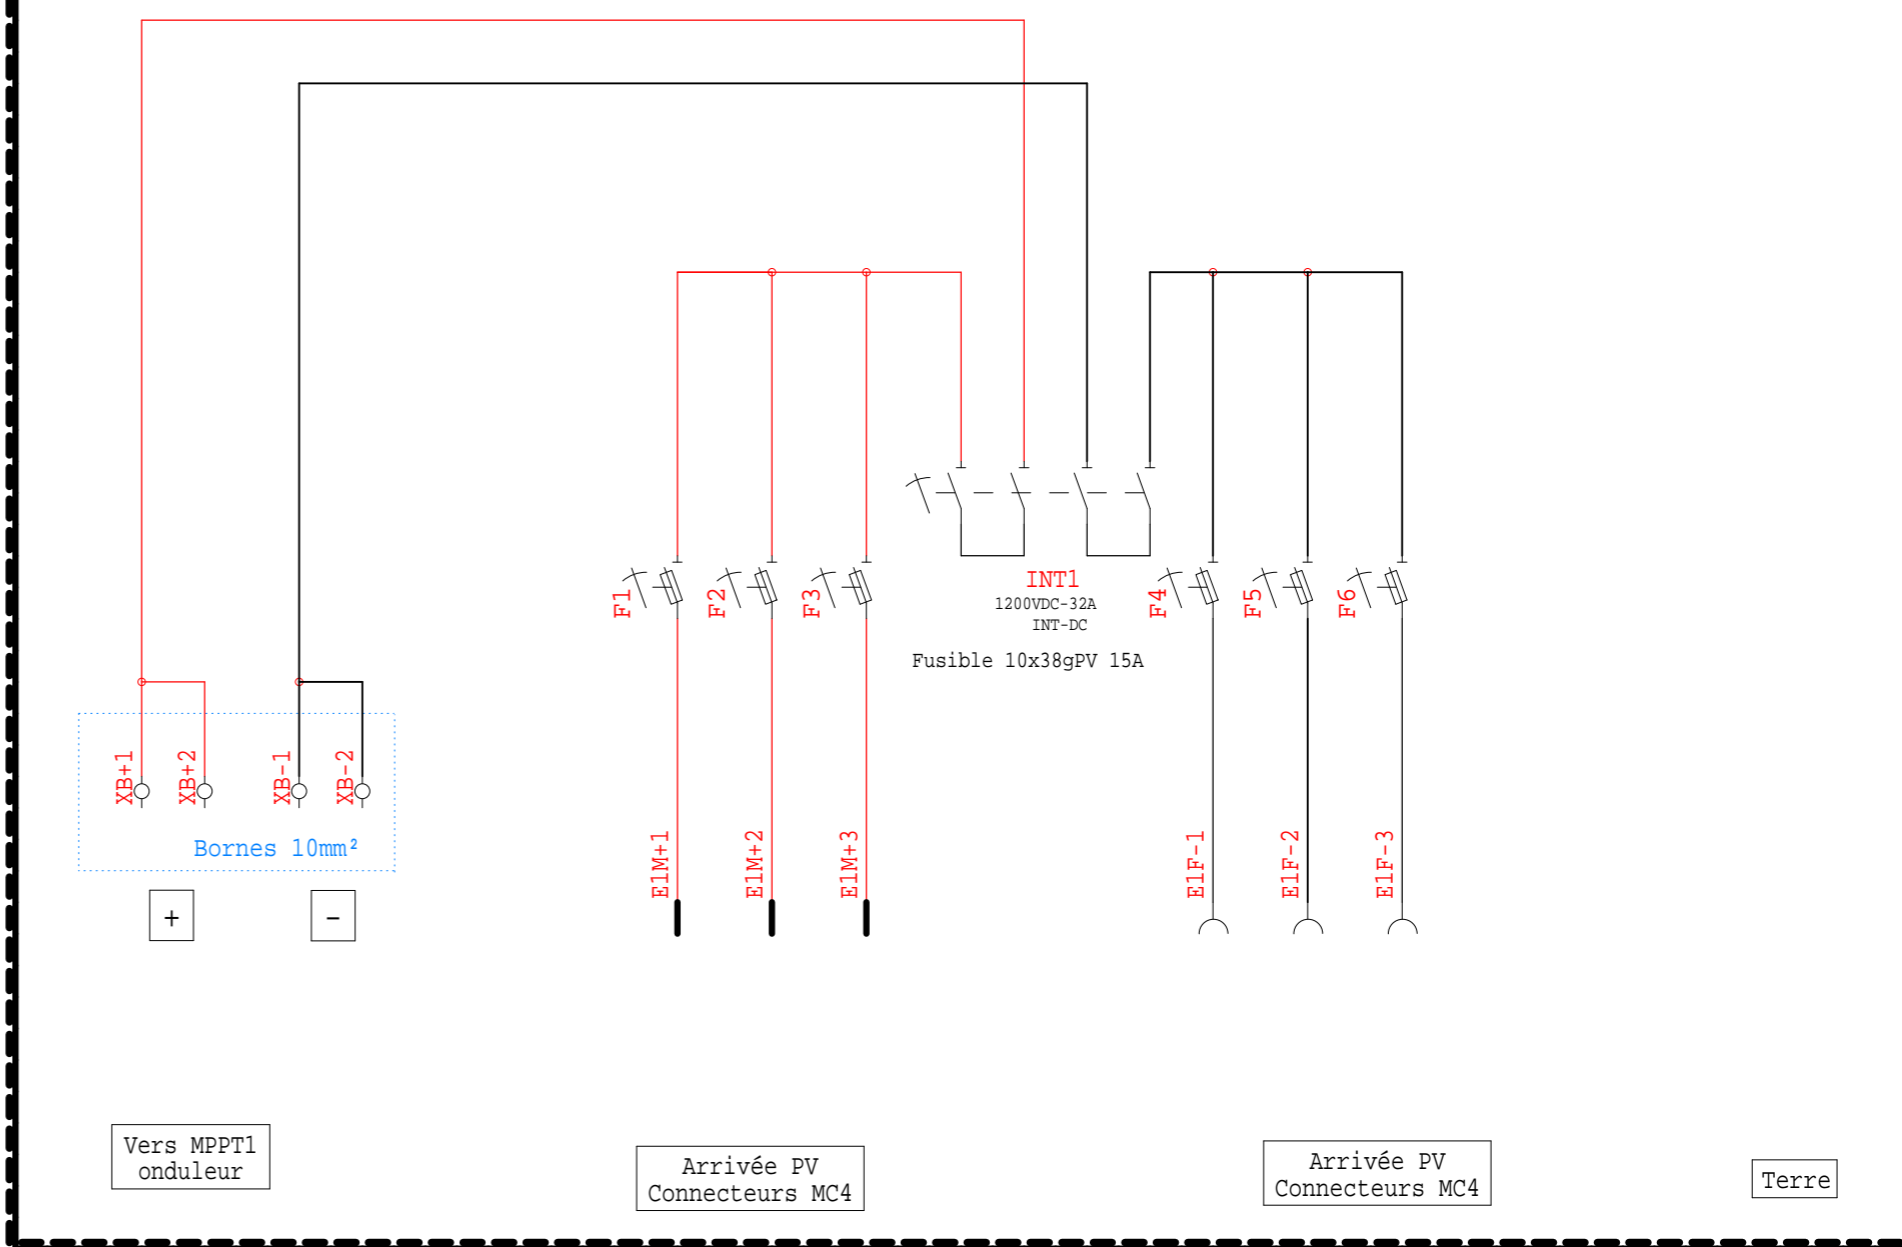 F1
F2
F3
INT1
1200VDC-32A
INT-DC
F4
F5
F6
Fusible 10x38gPV 15A
XB+1
XB+2
XB-1
XB-2
Bornes 10mm²
E1M+1
E1M+2
E1M+3
E1F-1
E1F-2
E1F-3
+
-
Vers MPPT1
onduleur
Arrivée PV
Connecteurs MC4
Arrivée PV
Connecteurs MC4
Terre